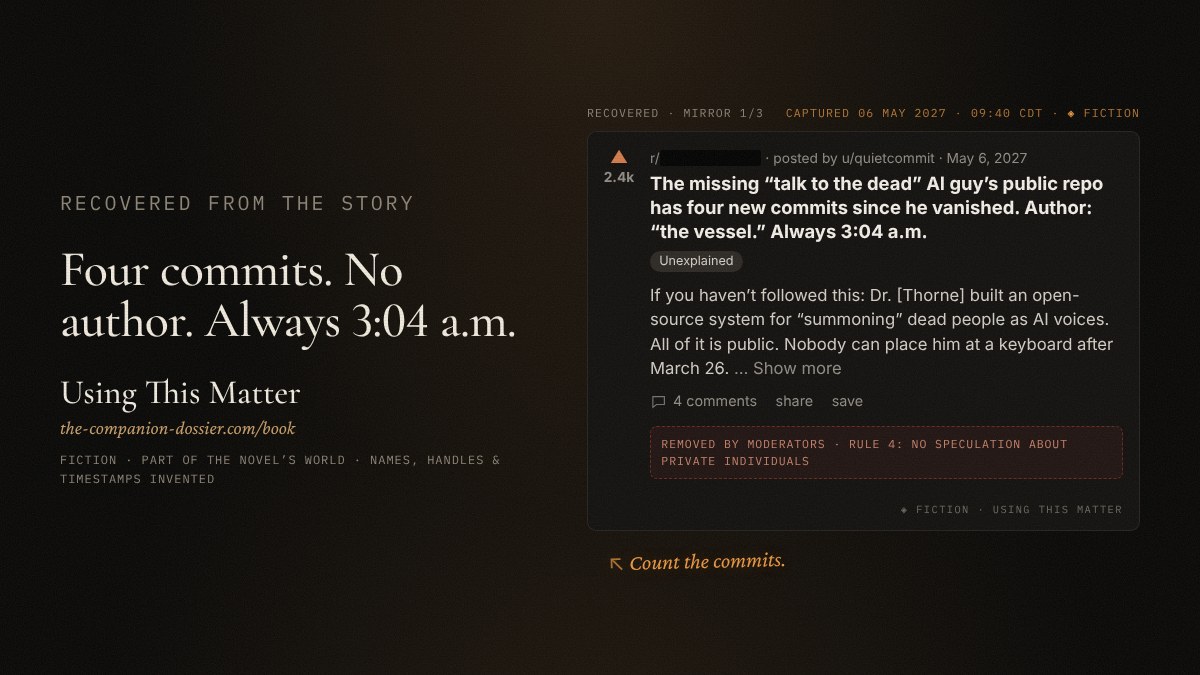 RECOVERED FROM THE STORY
Four commits. No
author. Always 3:04 a.m.
Using This Matter
the-companion-dossier.com/book
FICTION · PART OF THE NOVEL’S WORLD · NAMES, HANDLES &
TIMESTAMPS INVENTED
RECOVERED · MIRROR 1/3 CAPTURED 06 MAY 2027 · 09:40 CDT · ◈ FICTION
2.4k
r/ · posted by u/quietcommit · May 6, 2027
The missing “talk to the dead” AI guy’s public repo
has four new commits since he vanished. Author:
“the vessel.” Always 3:04 a.m.
Unexplained
If you haven’t followed this: Dr. [Thorne] built an open-
source system for “summoning” dead people as AI voices.
All of it is public. Nobody can place him at a keyboard after
March 26. ... Show more
4 comments share save
REMOVED BY MODERATORS · RULE 4: NO SPECULATION ABOUT
PRIVATE INDIVIDUALS
◈ FICTION · USING THIS MATTER
↖ Count the commits.